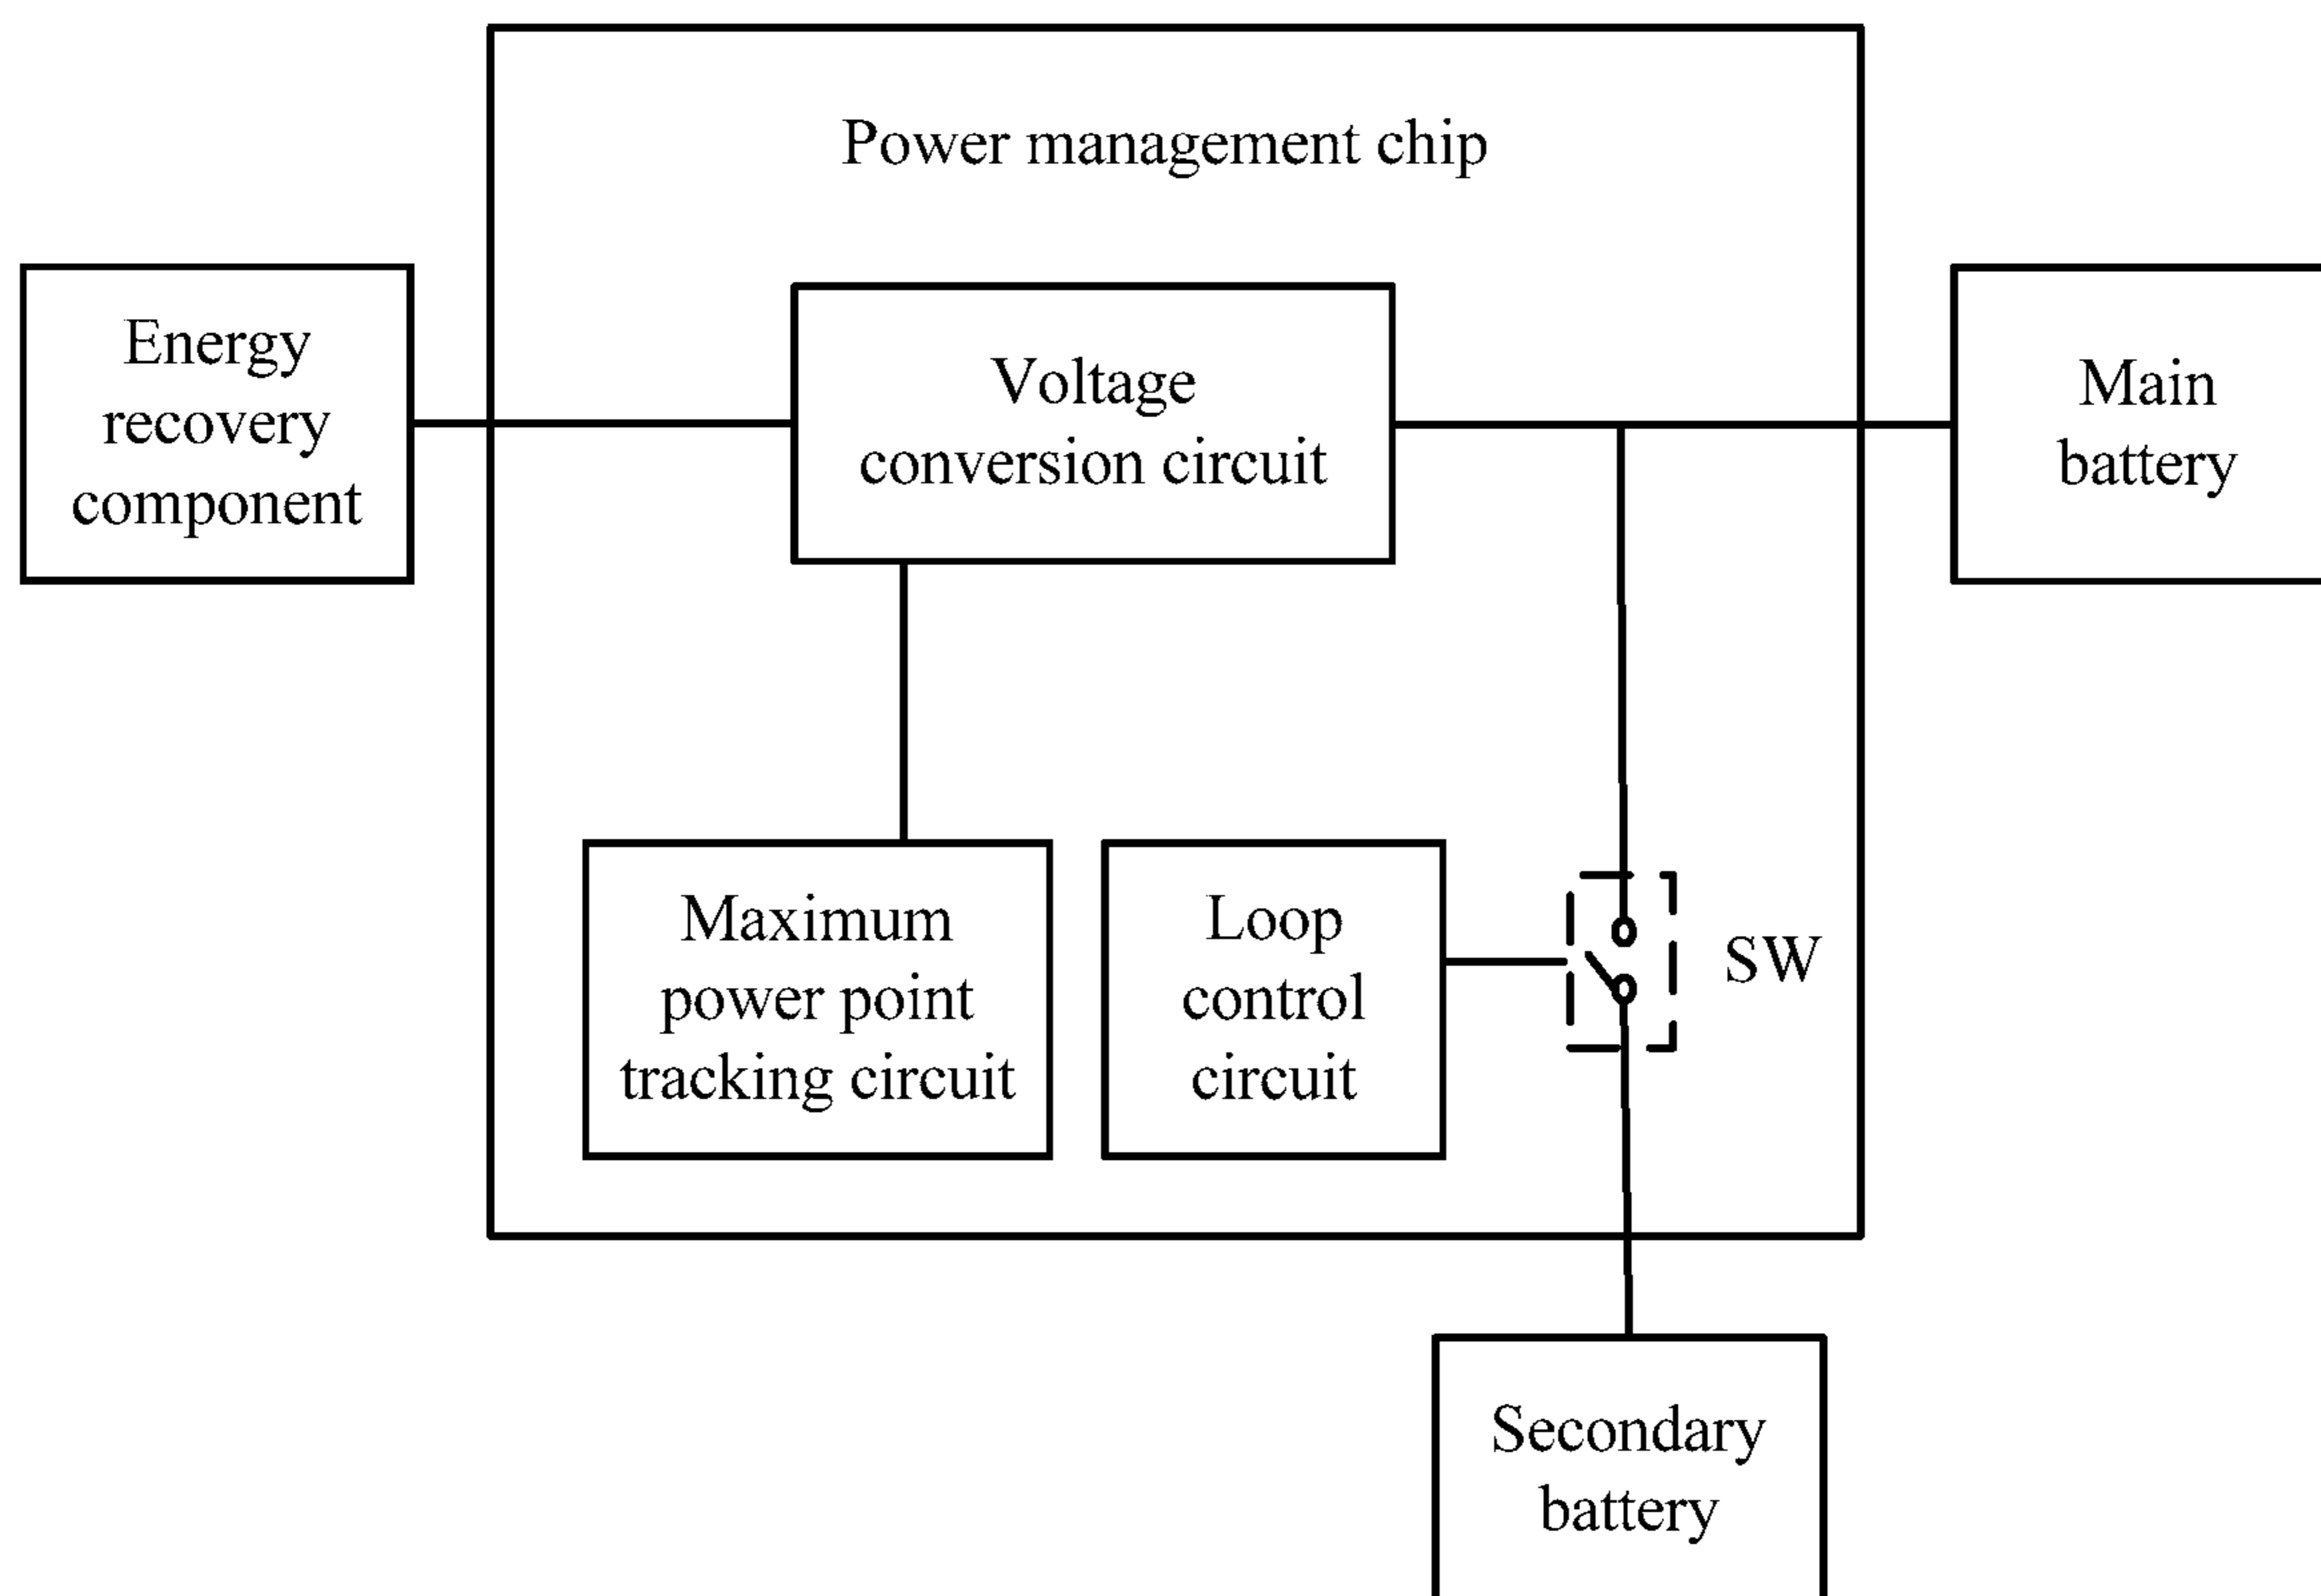 Power management chip
Energy
recovery
component
Voltage
conversion circuit
Main
battery
Maximum
power point
tracking circuit
Loop
control
circuit
SW
Secondary
battery